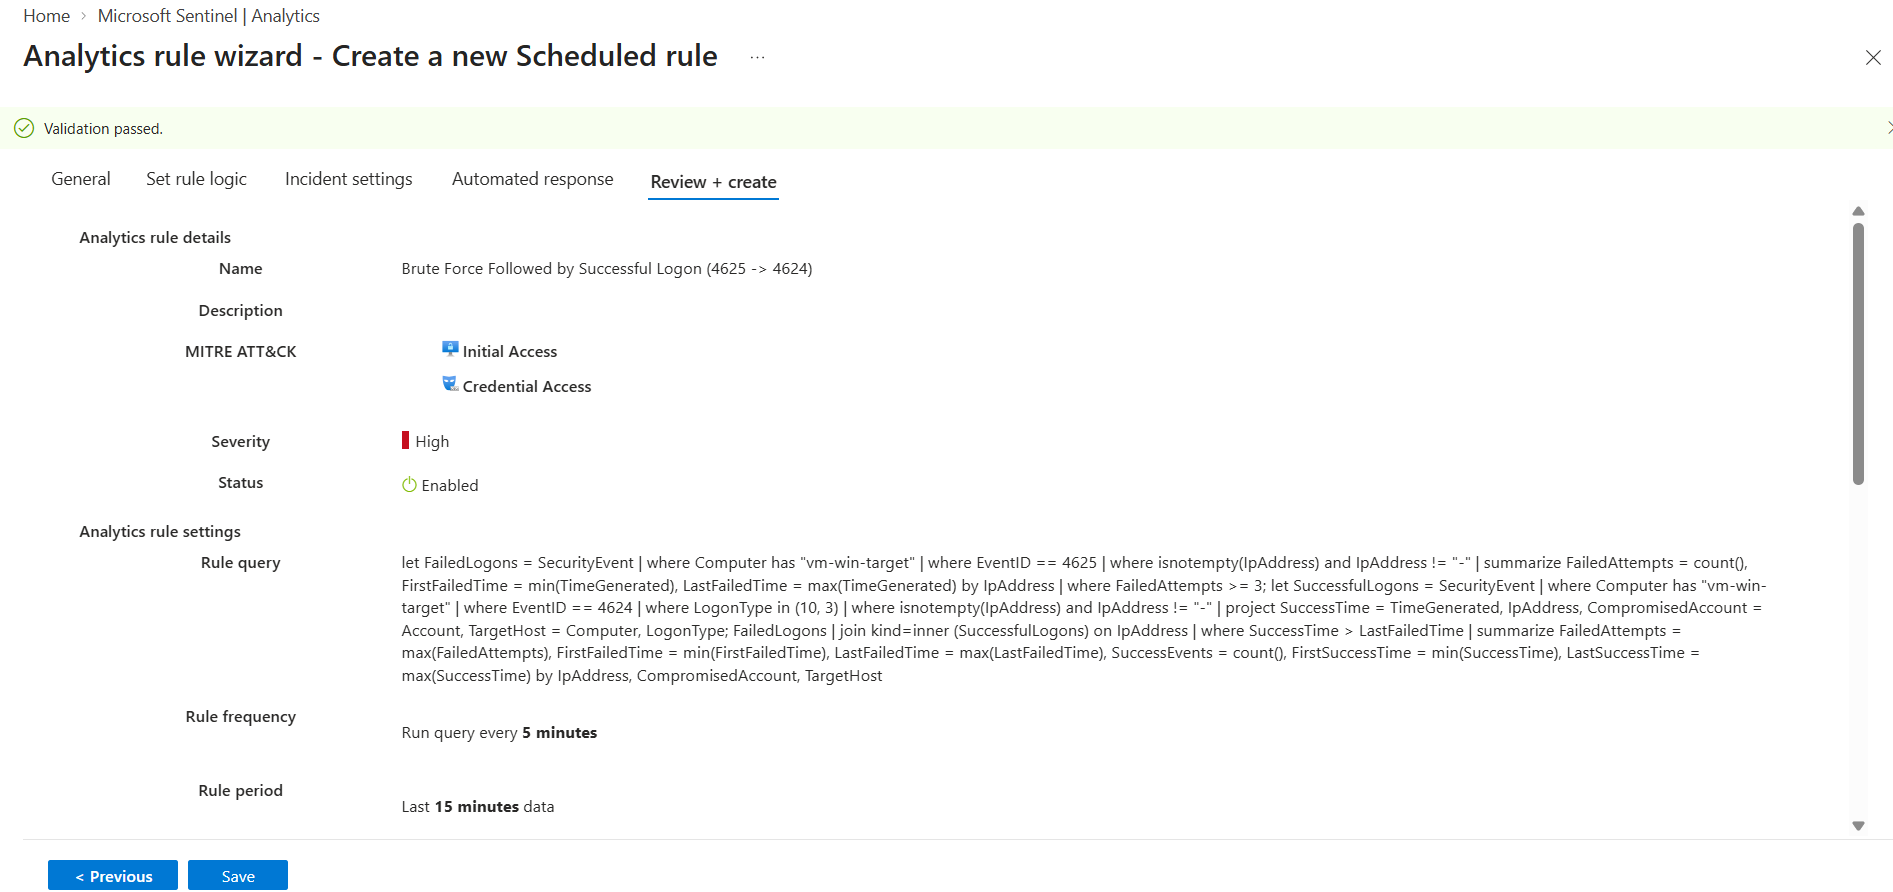 Home > Microsoft Sentinel | Analytics
Analytics rule wizard - Create a new Scheduled rule ...
Validation passed.
General Set rule logic Incident settings Automated response Review + create
Analytics rule details
Name Brute Force Followed by Successful Logon (4625 -> 4624)
Description
MITRE ATT&CK Initial Access
Credential Access
Severity High
Status Enabled
Analytics rule settings
Rule query let FailedLogons = SecurityEvent | where Computer has "vm-win-target" | where EventID == 4625 | where isnotempty(IpAddress) and IpAddress != "-" | summarize FailedAttempts = count(),
FirstFailedTime = min(TimeGenerated), LastFailedTime = max(TimeGenerated) by IpAddress | where FailedAttempts >= 3; let SuccessfulLogons = SecurityEvent | where Computer has "vm-win-
target" | where EventID == 4624 | where LogonType in (10, 3) | where isnotempty(IpAddress) and IpAddress != "-" | project SuccessTime = TimeGenerated, IpAddress, CompromisedAccount =
Account, TargetHost = Computer, LogonType; FailedLogons | join kind=inner (SuccessfulLogons) on IpAddress | where SuccessTime > LastFailedTime | summarize FailedAttempts =
max(FailedAttempts), FirstFailedTime = min(FirstFailedTime), LastFailedTime = max(LastFailedTime), SuccessEvents = count(), FirstSuccessTime = min(SuccessTime), LastSuccessTime =
max(SuccessTime) by IpAddress, CompromisedAccount, TargetHost
Rule frequency
Run query every 5 minutes
Rule period
Last 15 minutes data
< Previous Save